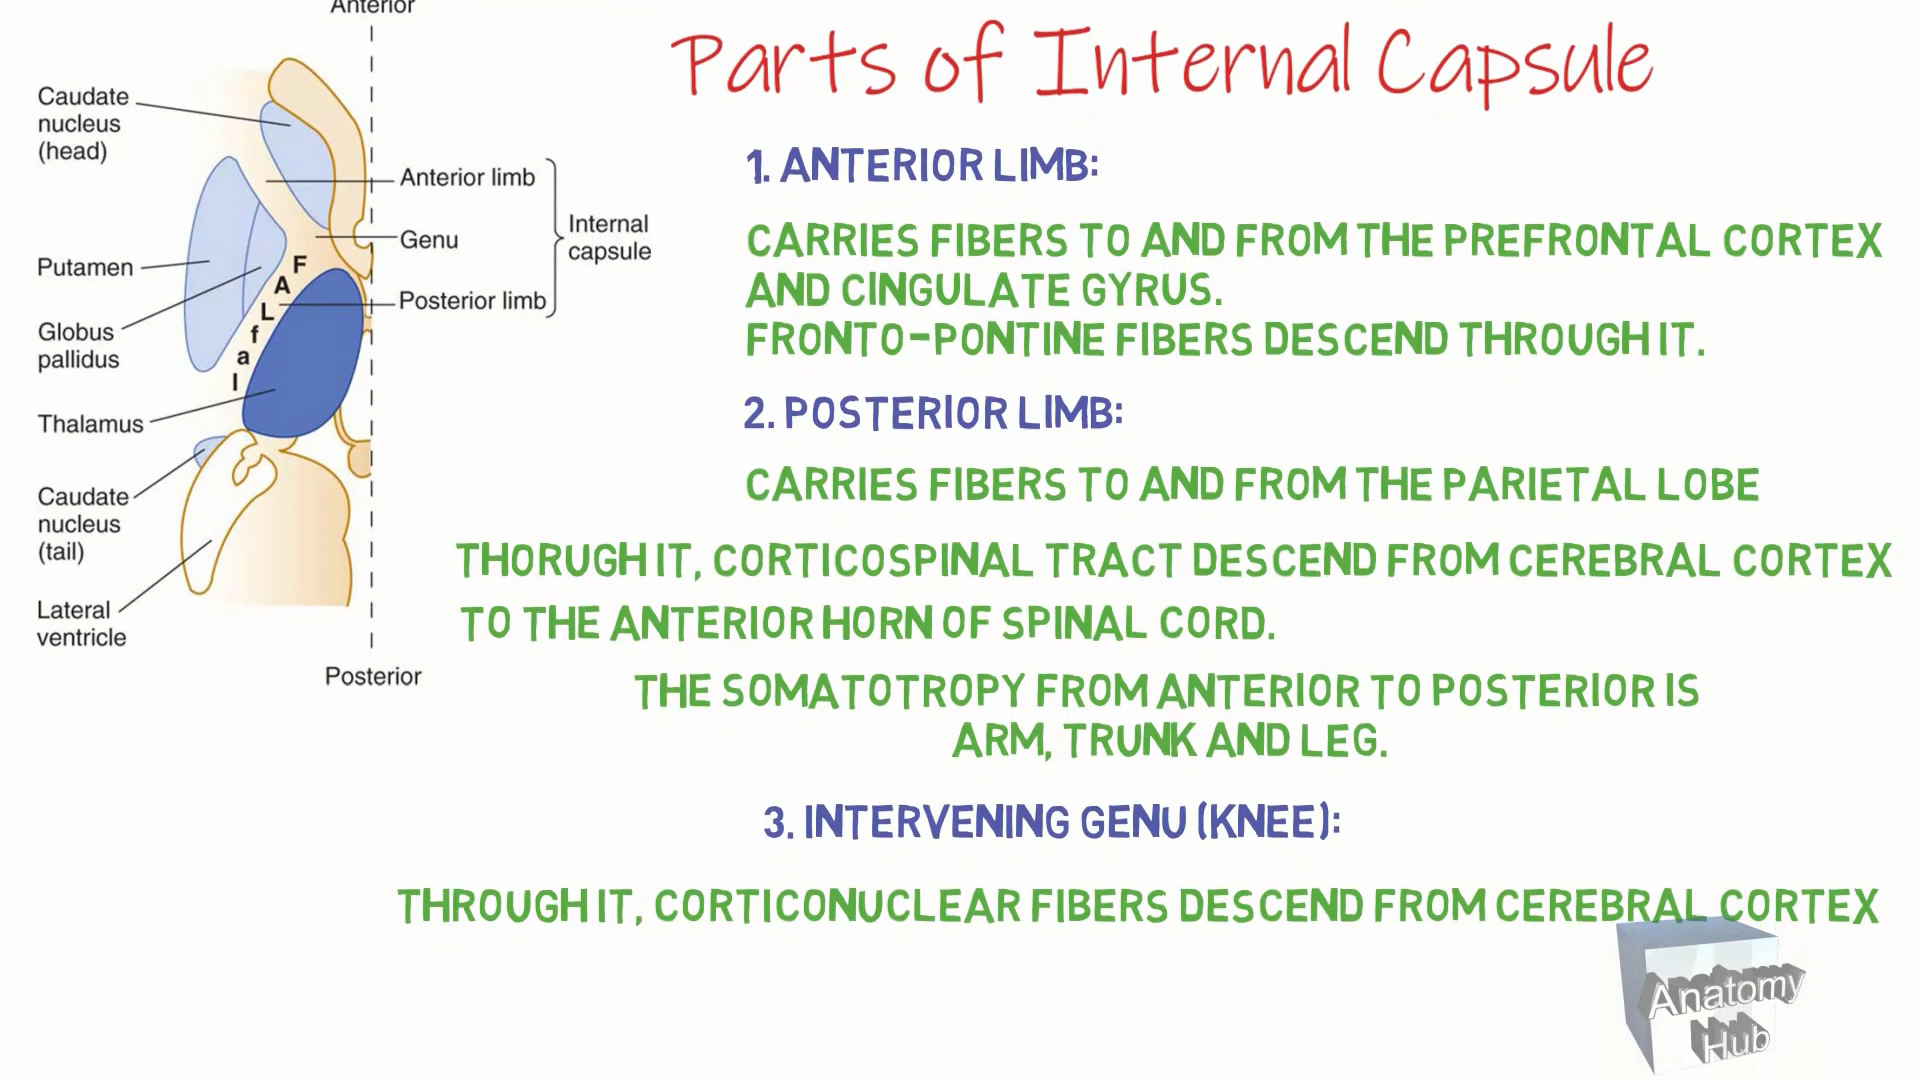 Anterior
Parts of Internal Capsule
Caudate
nucleus
(head)
Anterior limb
Genu
Internal
capsule
Putamen
F
A
L
f
a
l
Posterior limb
Globus
pallidus
Thalamus
Caudate
nucleus
(tail)
Lateral
ventricle
Posterior
1. ANTERIOR LIMB:
CARRIES FIBERS TO AND FROM THE PREFRONTAL CORTEX
AND CINGULATE GYRUS.
FRONTO-PONTINE FIBERS DESCEND THROUGH IT.
2. POSTERIOR LIMB:
CARRIES FIBERS TO AND FROM THE PARIETAL LOBE
THORUGH IT, CORTICOSPINAL TRACT DESCEND FROM CEREBRAL CORTEX
TO THE ANTERIOR HORN OF SPINAL CORD.
THE SOMATOTROPY FROM ANTERIOR TO POSTERIOR IS
ARM, TRUNK AND LEG.
3. INTERVENING GENU (KNEE):
THROUGH IT, CORTICONUCLEAR FIBERS DESCEND FROM CEREBRAL CORTEX
Anatomy
Hub